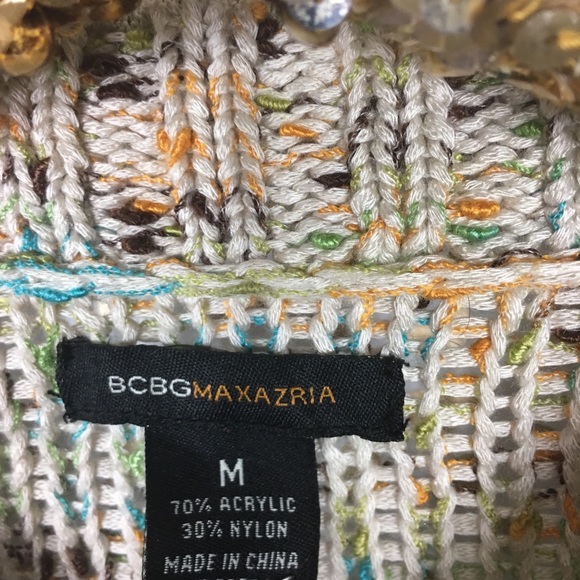 BCBGMAXAZRIA
M
70% ACRYLIC
30% NYLON
MADE IN CHINA